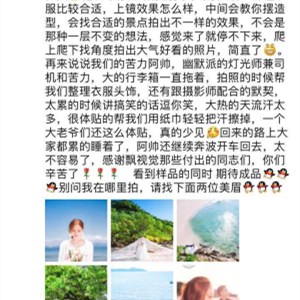 服比较合适，上镜效果怎么样，中间会教你摆造
型，会找合适的景点拍出不一样的效果，不会是
那种一层不变的想法，感觉来了就停不下来，爬
上爬下找角度拍出大气好看的照片，简直了
再来说说我们的苦力阿帅，幽默派的灯光师兼司
机和苦力，大的行李箱一直拖着，拍照的时候帮
我们整理衣服头饰，还有跟摄影师配合的默契，
太累的时候讲搞笑的话逗你笑，大热的天流汗太
多，很体贴的帮我们用纸巾轻轻把汗擦掉，一个
大老爷们还这么体贴，真的少见回来的路上大
家都累的睡着了，阿帅还继续奔波开车回去，太
不容易了，感谢飘视觉那些付出的同志们，你们
辛苦了 看到样品的同时 期待成品
别问我在哪里拍，请找下面两位美眉